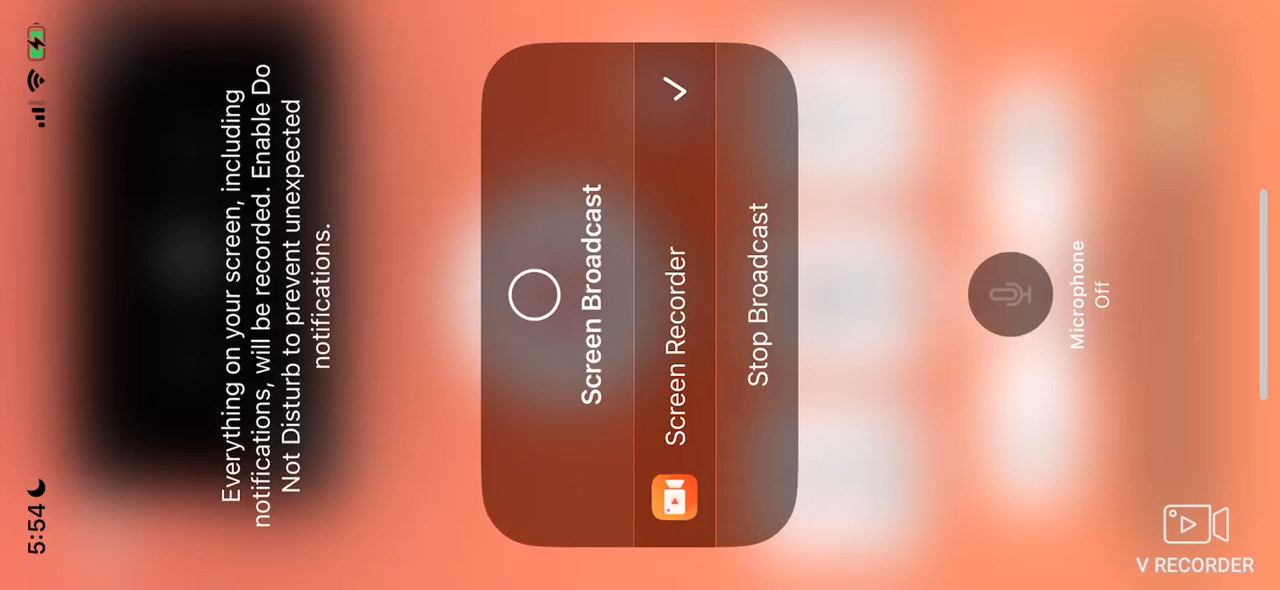 5:54
Everything on your screen, including
notifications, will be recorded. Enable Do
Not Disturb to prevent unexpected
notifications.
Screen Broadcast
Screen Recorder
Stop Broadcast
Microphone
Off
V RECORDER